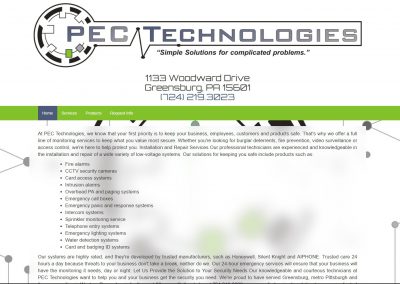 PEC TECHNOLOGIES
"Simple Solutions for complicated problems."
1133 Woodward Drive
Greensburg, PA 15601
(724) 219.3023
Home Services Products Request Info
At PEC Technologies, we know that your first priority is to keep your business, employees, customers and products safe. That's why we offer a full
line of monitoring services to keep what you value most secure. Whether you're looking for burglar deterrents, fire prevention, video surveillance or
access control, we're here to help protect you. Installation and Repair Services Our professional technicians are experienced and knowledgeable in
the installation and repair of a wide variety of low-voltage systems. Our solutions for keeping you safe include products such as:
Fire alarms
CCTV security cameras
Card access systems
Intrusion alarms
Overhead PA and paging systems
Emergency call boxes
Emergency panic and response systems
Intercom systems
Sprinkler monitoring service
Telephone entry systems
Emergency lighting systems
Water detection systems
Card and badging ID systems
Our systems are highly rated, and they're developed by trusted manufacturers, such as Honeywell, Silent Knight and AIPHONE. Trusted care 24
hours a day because threats to your business don't take a break, neither do we. Our 24-hour emergency services will ensure that your business will
have the monitoring it needs, day or night. Let Us Provide the Solution to Your Security Needs Our knowledgeable and courteous technicians at
PEC Technologies want to help you and your business get the security you need. We're proud to have served Greensburg, metro Pittsburgh and